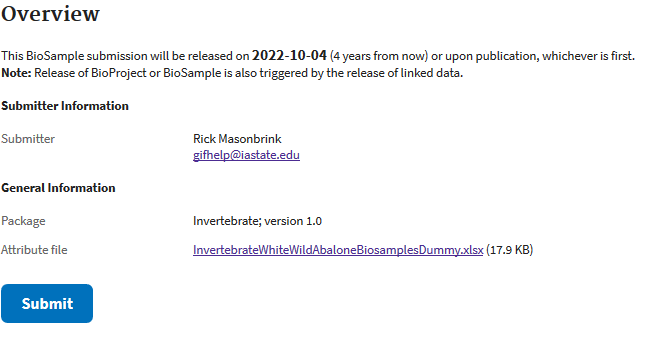 Overview
This BioSample submission will be released on 2022-10-04 (4 years from now) or upon publication, whichever is first.
Note: Release of BioProject or BioSample is also triggered by the release of linked data.
Submitter Information
Submitter Rick Masonbrink
gifhelp@iastate.edu
General Information
Package Invertebrate; version 1.0
Attribute file InvertebrateWhiteWildAbaloneBiosamplesDummy.xlsx (17.9 KB)
Submit